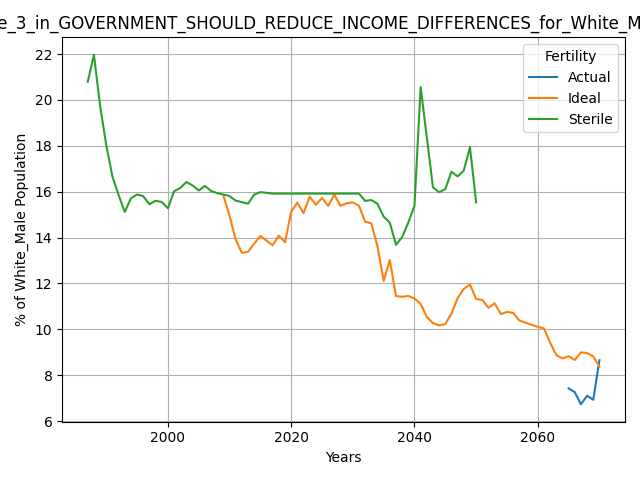 e_3_in_GOVERNMENT_SHOULD_REDUCE_INCOME_DIFFERENCES_for_White_M
Fertility
Actual
Ideal
Sterile
% of White_Male Population
22
20
18
16
14
12
10
8
6
2000
2020
2040
2060
Years